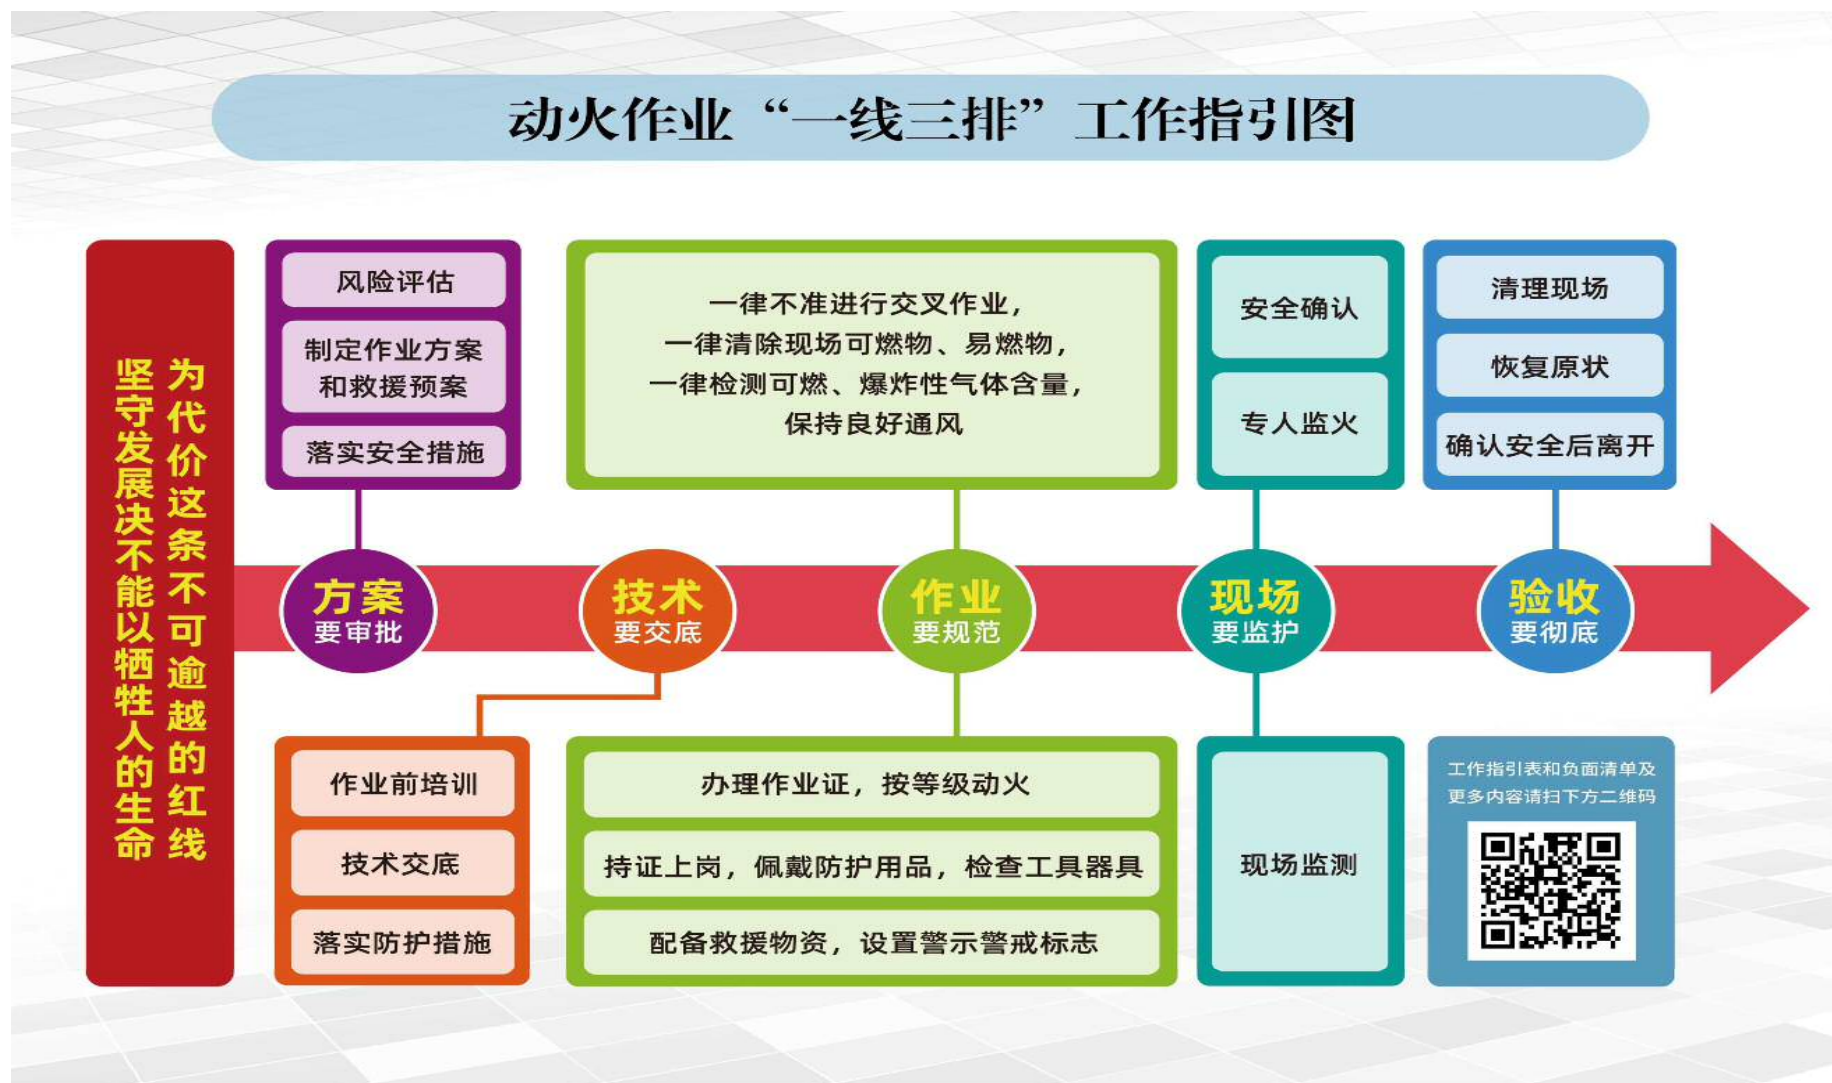 动火作业“一线三排”工作指引图
坚守发展决不能以牺牲人的生命
为代价这条不可逾越的红线
风险评估
制定作业方案
和救援预案
落实安全措施
方案
要审批
技术
要交底
作业前培训
技术交底
落实防护措施
一律不准进行交叉作业，
一律清除现场可燃物、易燃物，
一律检测可燃、爆炸性气体含量，
保持良好通风
作业
要规范
办理作业证，按等级动火
持证上岗，佩戴防护用品，检查工具器具
配备救援物资，设置警示警戒标志
安全确认
专人监火
现场
要监护
现场监测
清理现场
恢复原状
确认安全后离开
验收
要彻底
工作指引表和负面清单及
更多内容请扫下方二维码